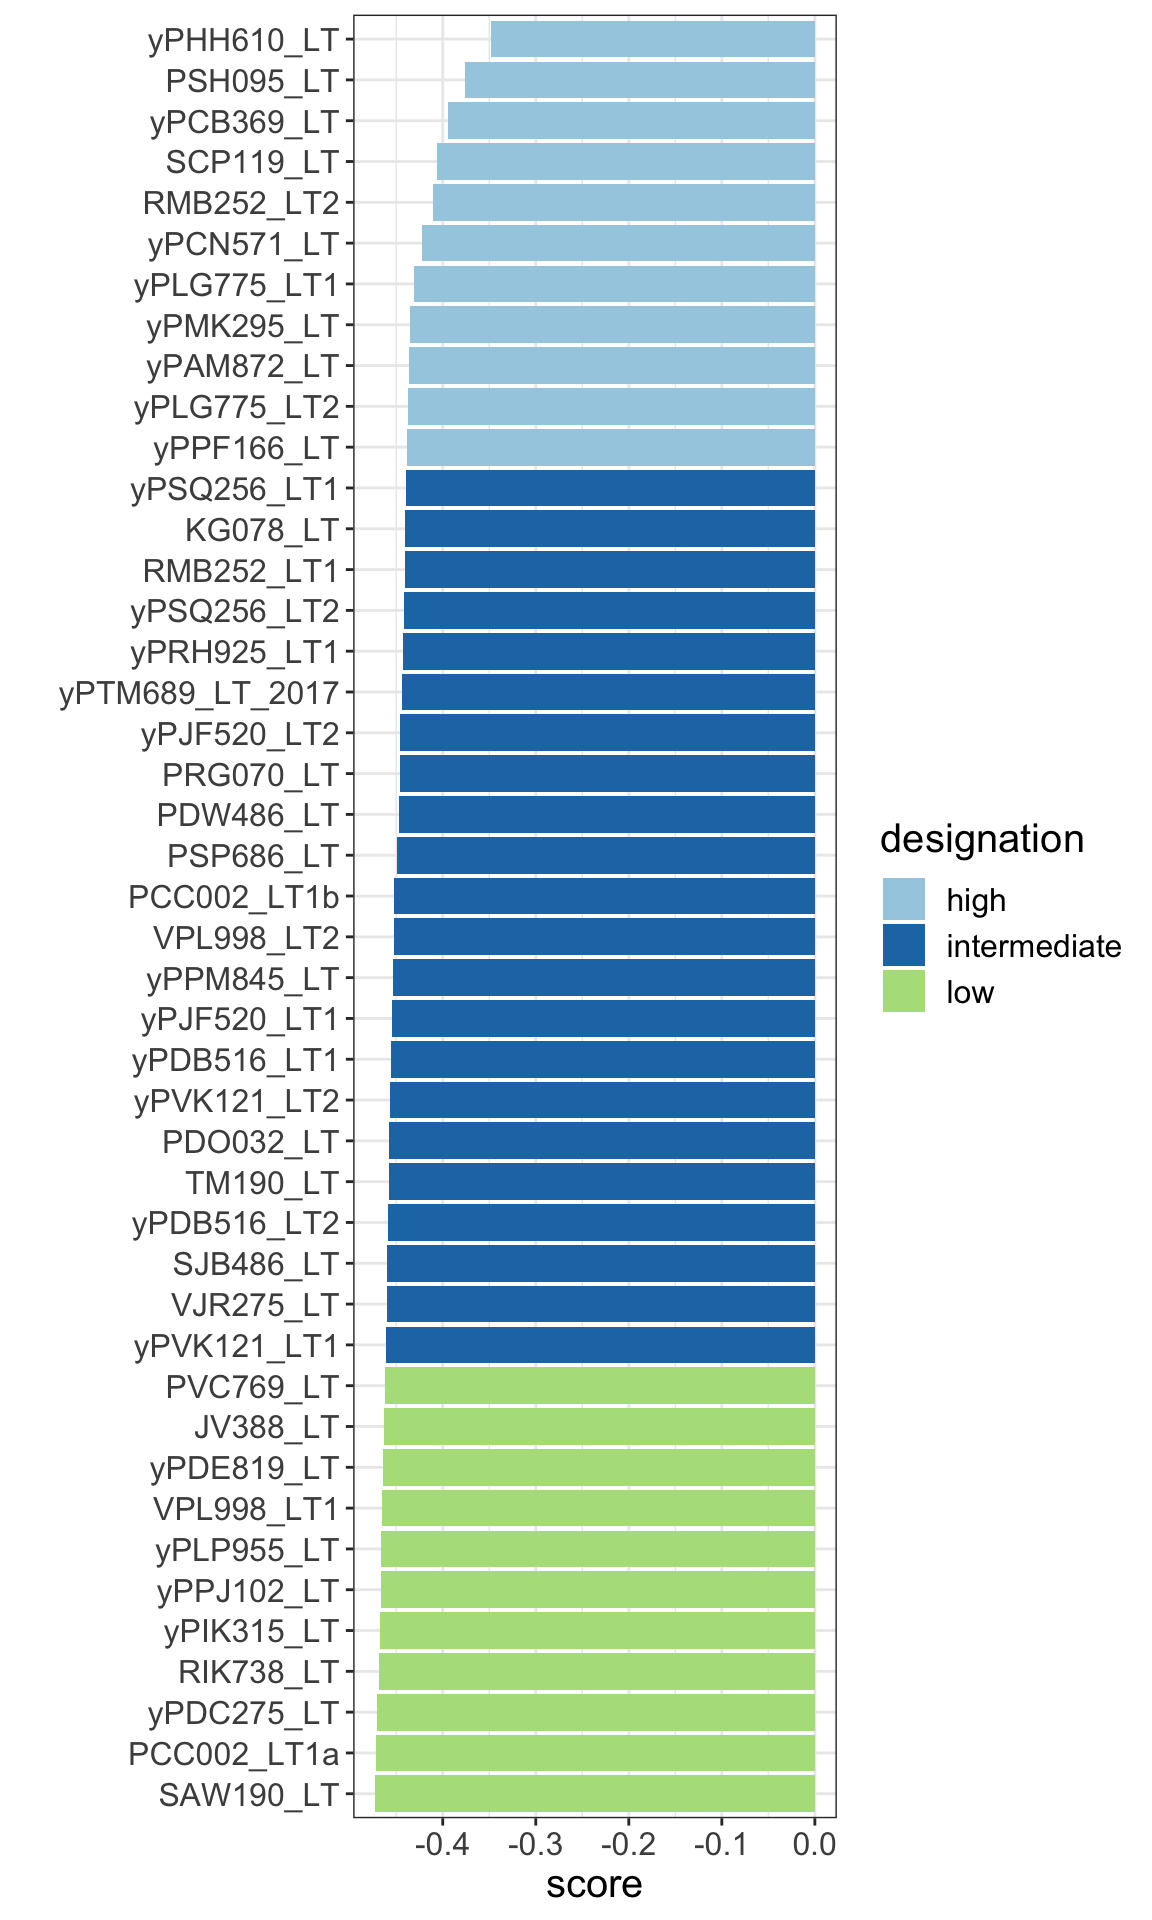 yPHH610_LT
PSH095_LT
yPCB369_LT
SCP119_LT
RMB252_LT2
yPCN571_LT
yPLG775_LT1
yPMK295_LT
yPAM872_LT
yPLG775_LT2
yPPF166_LT
yPSQ256_LT1
KG078_LT
RMB252_LT1
yPSQ256_LT2
yPRH925_LT1
yPTM689_LT_2017
yPJF520_LT2
PRG070_LT
PDW486_LT
PSP686_LT
PCC002_LT1b
VPL998_LT2
yPPM845_LT
yPJF520_LT1
yPDB516_LT1
yPVK121_LT2
PDO032_LT
TM190_LT
yPDB516_LT2
SJB486_LT
VJR275_LT
yPVK121_LT1
PVC769_LT
JV388_LT
yPDE819_LT
VPL998_LT1
yPLP955_LT
yPPJ102_LT
yPIK315_LT
RIK738_LT
yPDC275_LT
PCC002_LT1a
SAW190_LT
-0.4 -0.3 -0.2 -0.1 0.0
score
designation
high
intermediate
low